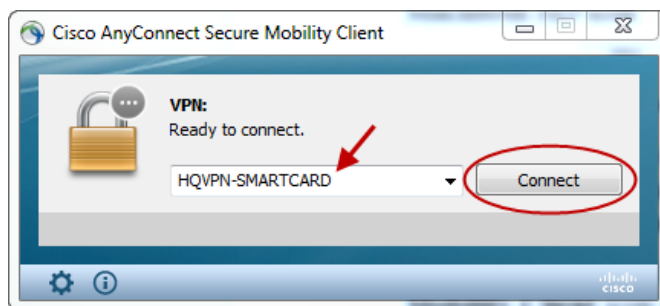 Cisco AnyConnect Secure Mobility Client
VPN:
Ready to connect.
HQVPN-SMARTCARD
Connect
CISCO